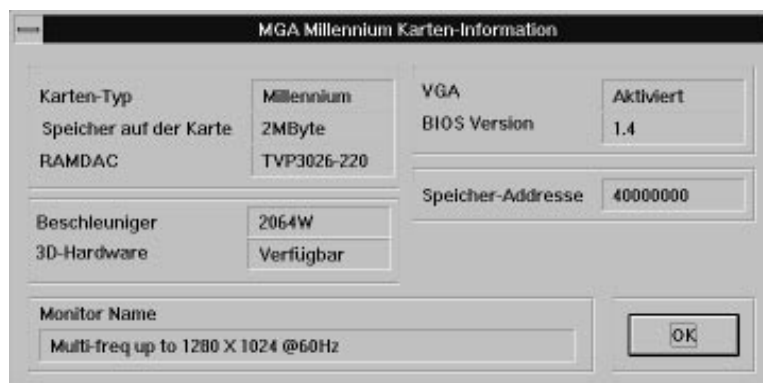 MGA Millennium Karten-Information
Karten-Typ Millennium
Speicher auf der Karte 2MByte
RAMDAC TVP3026-220
VGA Aktiviert
BIOS Version 1.4
Speicher-Addresse 40000000
Beschleuniger 2064W
3D-Hardware Verfügbar
Monitor Name
Multi-freq up to 1280 X 1024 @60Hz
OK